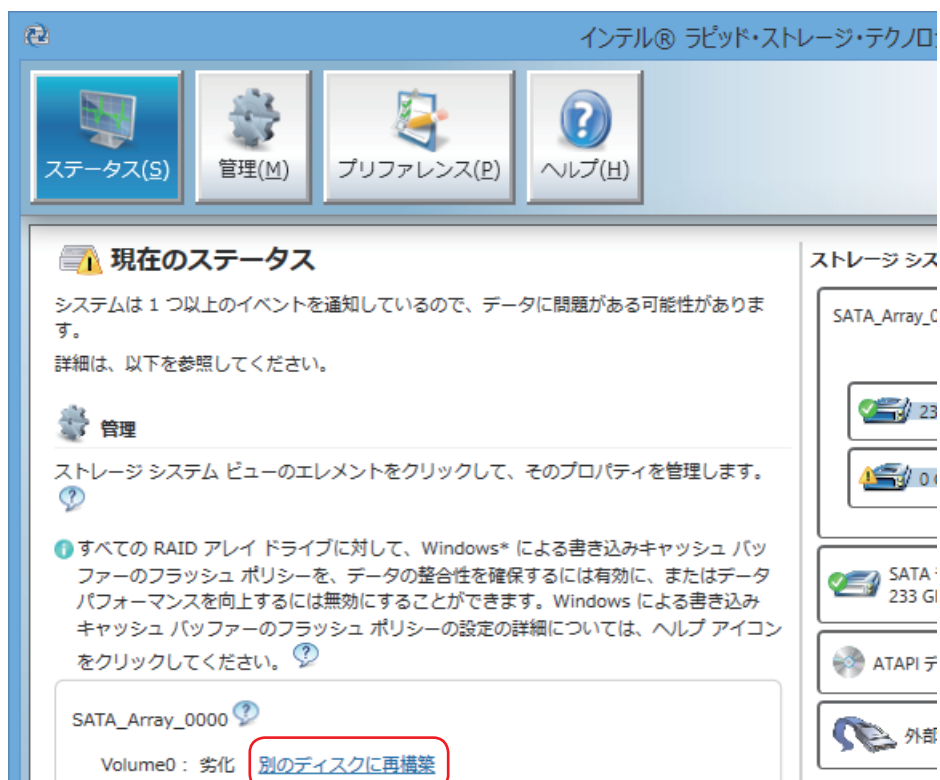 インテル® ラピッド・ストレージ・テクノロ
ステータス(S)
管理(M)
プリファレンス(P)
ヘルプ(H)
現在のステータス
システムは 1 つ以上のイベントを通知しているので、データに問題がある可能性がありま
す。
詳細は、以下を参照してください。
管理
ストレージ システム ビューのエレメントをクリックして、そのプロパティを管理します。
すべての RAID アレイ ドライブに対して、Windows* による書き込みキャッシュ バッ
ファーのフラッシュ ポリシーを、データの整合性を確保するには有効に、またはデータ
パフォーマンスを向上するには無効にすることができます。Windows による書き込み
キャッシュ バッファーのフラッシュ ポリシーの設定の詳細については、ヘルプ アイコン
をクリックしてください。
SATA_Array_0000
Volume0： 劣化 別のディスクに再構築
ストレージ シス
SATA_Array_0
23
0
SATA
233 G
ATAPI デ
外部